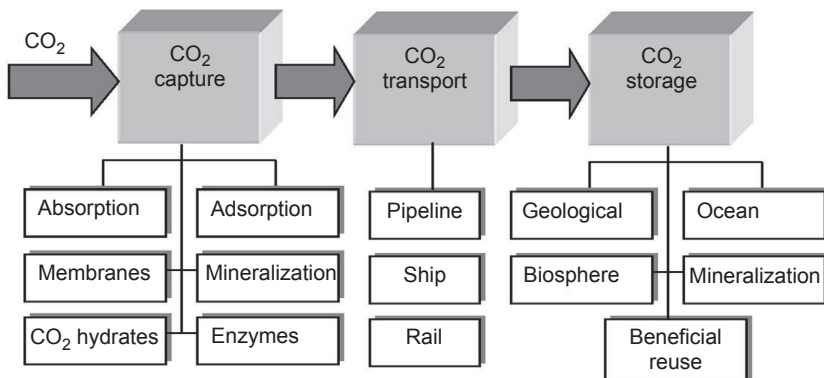 CO₂
CO₂
capture
CO₂
transport
CO₂
storage
Absorption
Adsorption
Pipeline
Geological
Ocean
Membranes
Mineralization
Ship
Biosphere
Mineralization
CO₂ hydrates
Enzymes
Rail
Beneficial
reuse